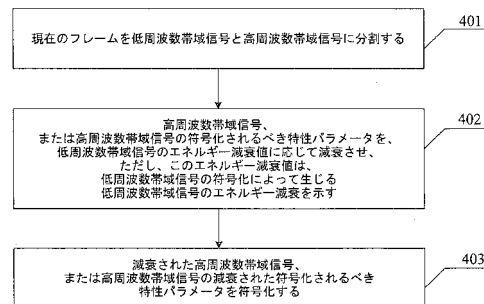 現在のフレームを低周波数帯域信号と高周波数帯域信号に分割する
401
高周波数帯域信号、
または高周波数帯域信号の符号化されるべき特性パラメータを、
低周波数帯域信号のエネルギー減衰値に応じて減衰させ、
ただし、このエネルギー減衰値は、
低周波数帯域信号の符号化によって生じる
低周波数帯域信号のエネルギー減衰を示す
402
減衰された高周波数帯域信号、
または高周波数帯域信号の減衰された符号化されるべき
特性パラメータを符号化する
403